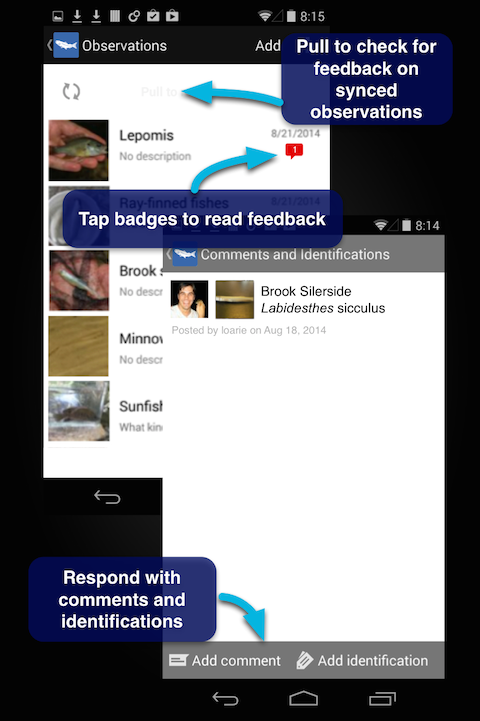 8:15
Observations
Add
Pull to check for
feedback on
synced
observations
Pull to
Lepomis
8/21/2014
No description
1
Ray-finned fishes
8/21/2014
Tap badges to read feedback
8:14
Comments and Identifications
Brook
No descr
Brook Silerside
Labidesthes sicculus
Posted by loarie on Aug 18, 2014
Minnow
No descr
Sunfish
What kin
Respond with
comments and
identifications
Add comment
Add identification